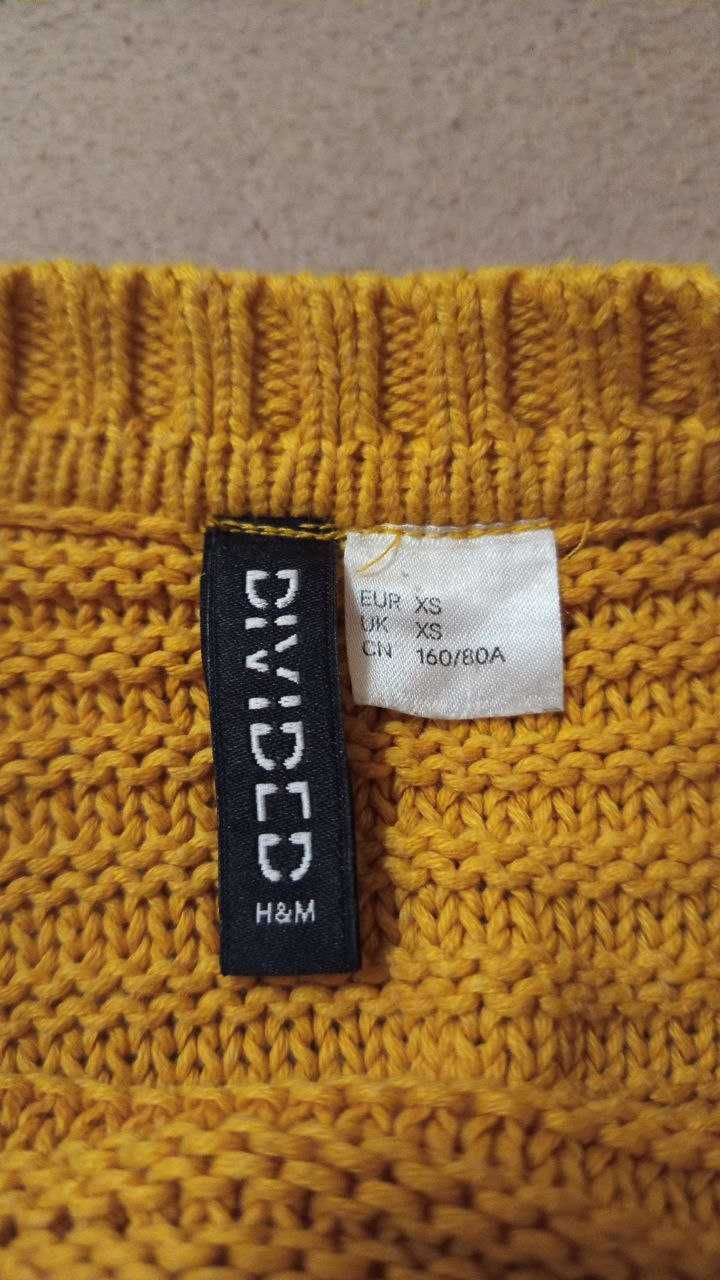 DIVIDED
H&M
EUR XS
UK XS
CN 160/80A